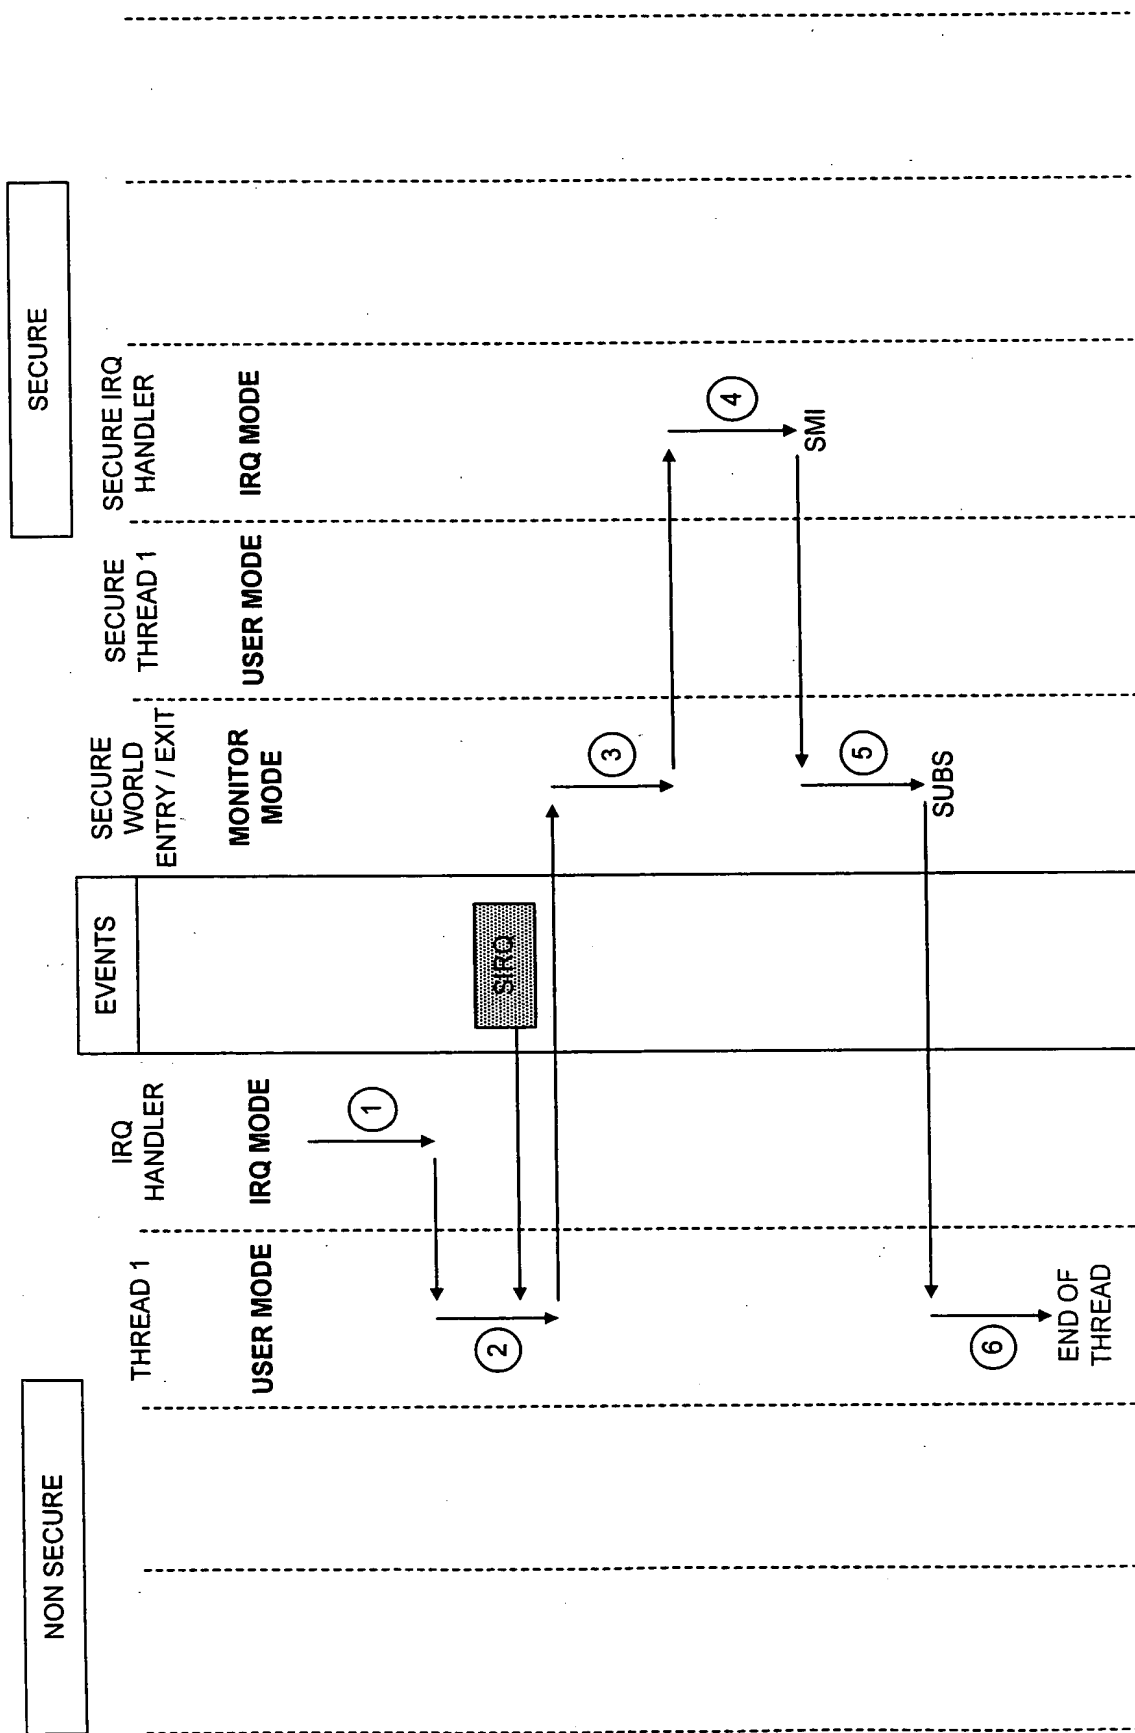 NON SECURE
SECURE
EVENTS
THREAD 1
USER MODE
IRQ
HANDLER
IRQ MODE
SECURE
WORLD
ENTRY / EXIT
MONITOR
MODE
SECURE
THREAD 1
USER MODE
SECURE IRQ
HANDLER
IRQ MODE
1
2
SIRQ
3
4
SMI
5
SUBS
6
END OF
THREAD